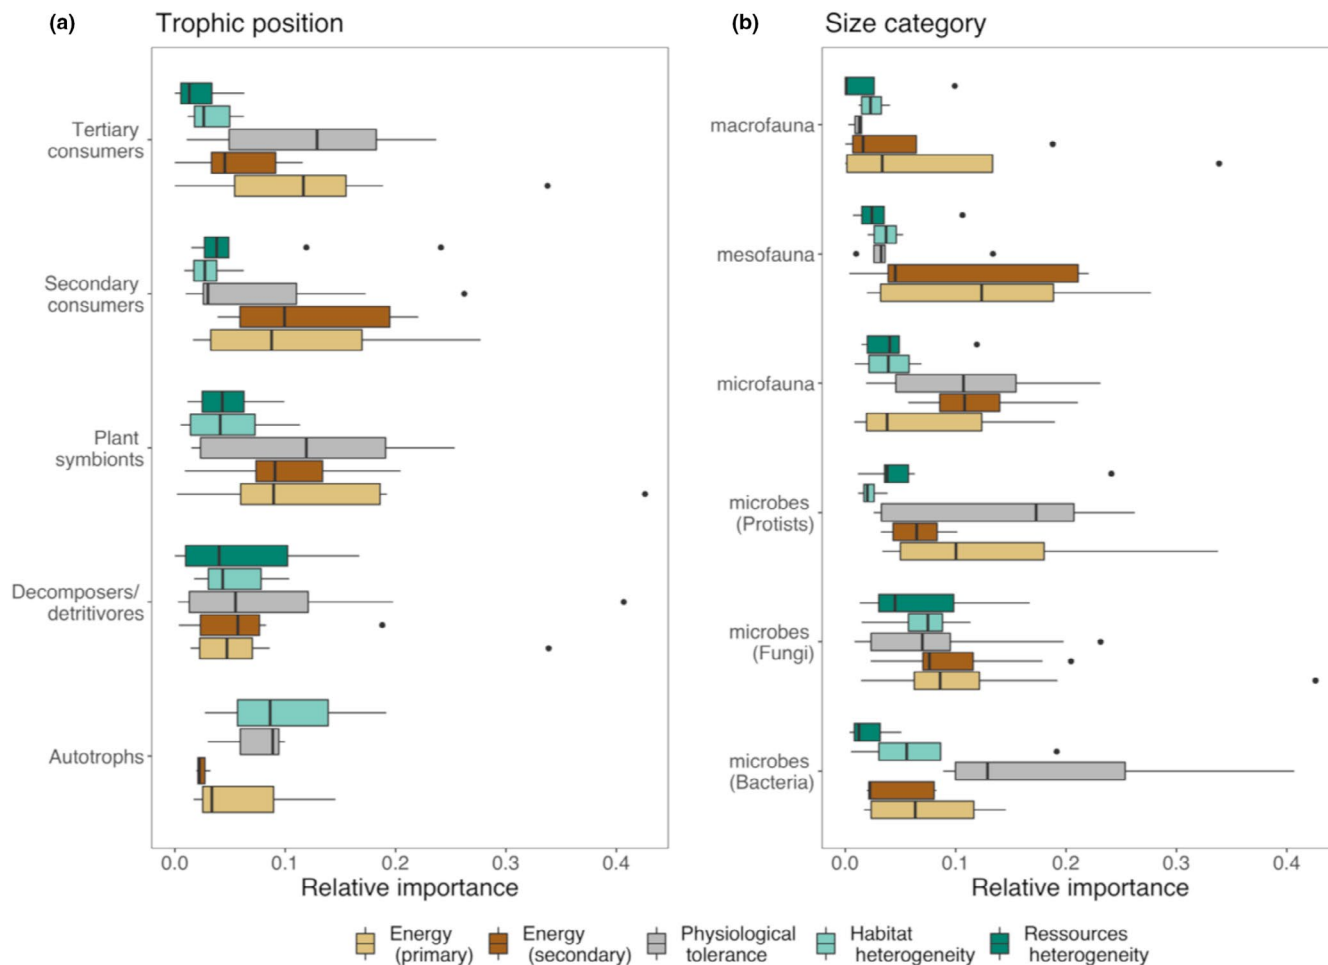 (a) Trophic position
Tertiary
consumers
Secondary
consumers
Plant
symbionts
Decomposers/
detritivores
Autotrophs
0.0 0.1 0.2 0.3 0.4
Relative importance
(b) Size category
macrofauna
mesofauna
microfauna
microbes
(Protists)
microbes
(Fungi)
microbes
(Bacteria)
0.0 0.1 0.2 0.3 0.4
Relative importance
Energy
(primary)
Energy
(secondary)
Physiological
tolerance
Habitat
heterogeneity
Ressources
heterogeneity